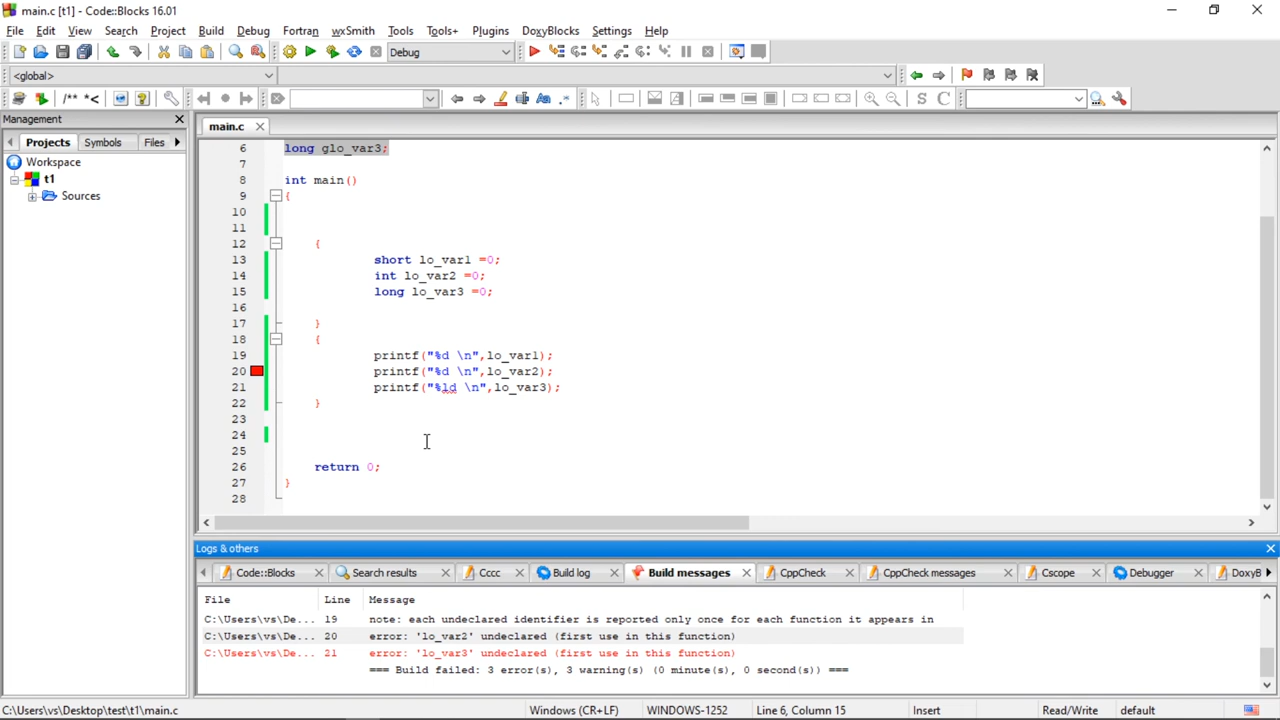 main.c [t1] - Code::Blocks 16.01
File Edit View Search Project Build Debug Fortran wxSmith Tools Tools+ Plugins DoxyBlocks Settings Help
Debug
<global>
/** *< S C
Management
main.c
Projects Symbols Files
Workspace
t1
Sources
6 long glo_var3;
7
8 int main()
9 {
10
11
12 {
13 short lo_var1 =0;
14 int lo_var2 =0;
15 long lo_var3 =0;
16
17 }
18 {
19 printf("%d \n",lo_var1);
20 printf("%d \n",lo_var2);
21 printf("%ld \n",lo_var3);
22 }
23
24
25
26 return 0;
27 }
28
Logs & others
Code::Blocks Search results Cccc Build log Build messages CppCheck CppCheck messages Cscope Debugger DoxyB
File Line Message
C:\Users\vs\De... 19 note: each undeclared identifier is reported only once for each function it appears in
C:\Users\vs\De... 20 error: 'lo_var2' undeclared (first use in this function)
C:\Users\vs\De... 21 error: 'lo_var3' undeclared (first use in this function)
=== Build failed: 3 error(s), 3 warning(s) (0 minute(s), 0 second(s)) ===
C:\Users\vs\Desktop\test\t1\main.c Windows (CR+LF) WINDOWS-1252 Line 6, Column 15 Insert Read/Write default